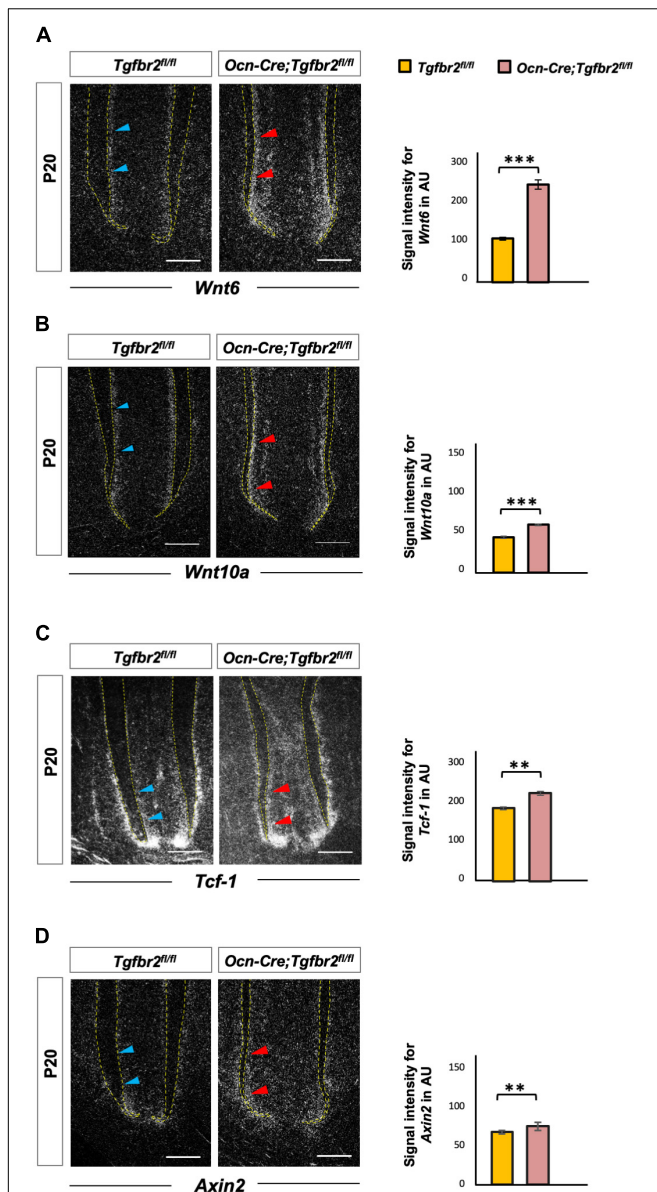 A
Tgfbr2fl/fl
Ocn-Cre;Tgfbr2fl/fl
Tgfbr2fl/fl
Ocn-Cre;Tgfbr2fl/fl
P20
Wnt6
Signal intensity for
Wnt6 in AU
300
200
100
0
***
B
Tgfbr2fl/fl
Ocn-Cre;Tgfbr2fl/fl
P20
Wnt10a
Signal intensity for
Wnt10a in AU
150
100
50
0
***
C
Tgfbr2fl/fl
Ocn-Cre;Tgfbr2fl/fl
P20
Tcf-1
Signal intensity for
Tcf-1 in AU
300
200
100
0
**
D
Tgfbr2fl/fl
Ocn-Cre;Tgfbr2fl/fl
P20
Axin2
Signal intensity for
Axin2 in AU
150
100
50
0
**